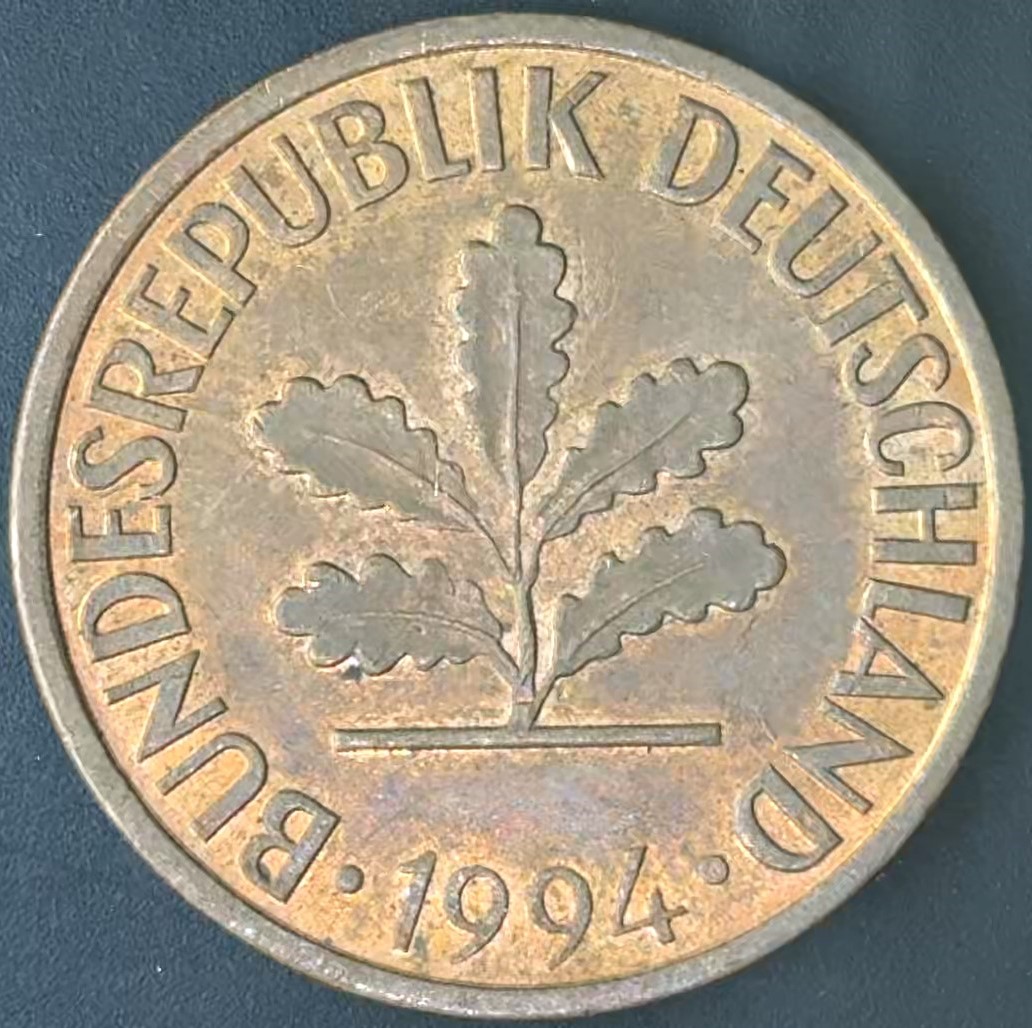 BUNDESREPUBLIK DEUTSCHLAND
· 1994 ·